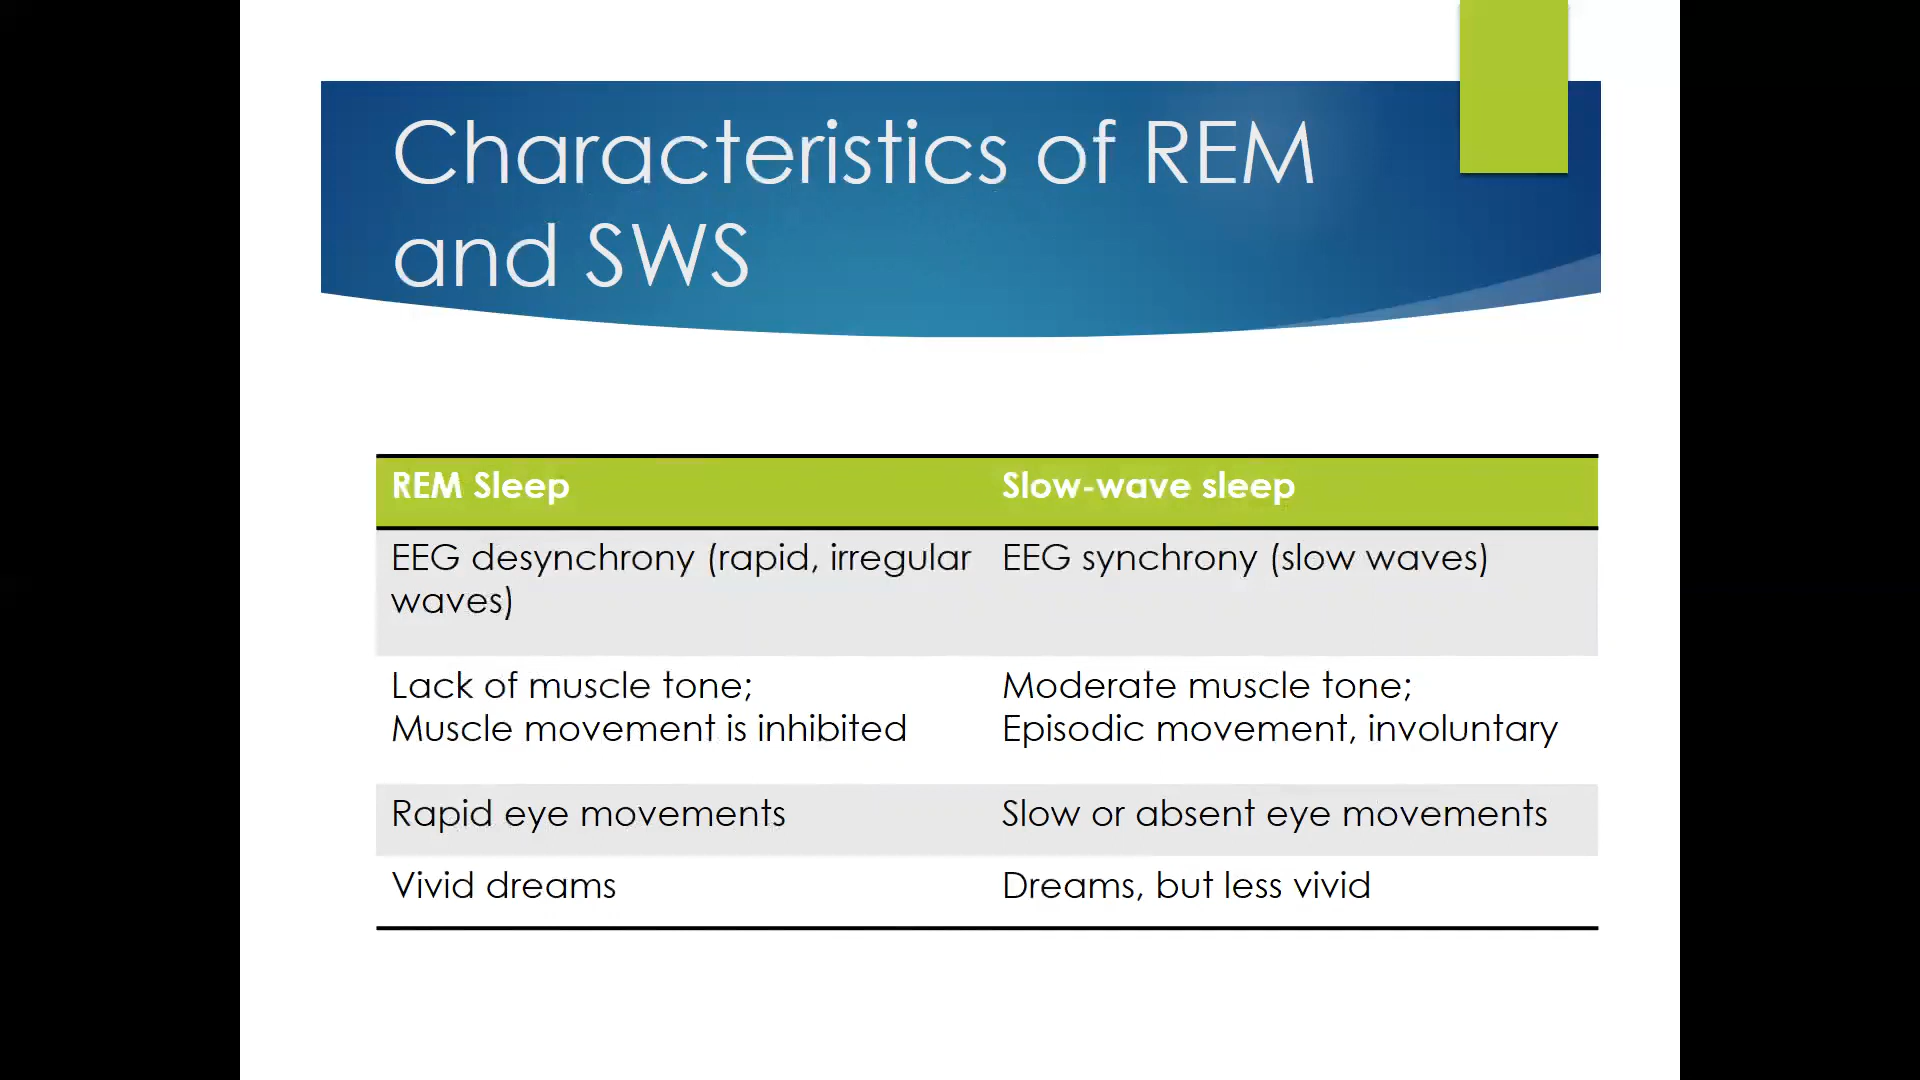 Characteristics of REM
and SWS
REM Sleep
Slow-wave sleep
EEG desynchrony (rapid, irregular
waves)
EEG synchrony (slow waves)
Lack of muscle tone;
Muscle movement is inhibited
Moderate muscle tone;
Episodic movement, involuntary
Rapid eye movements
Slow or absent eye movements
Vivid dreams
Dreams, but less vivid